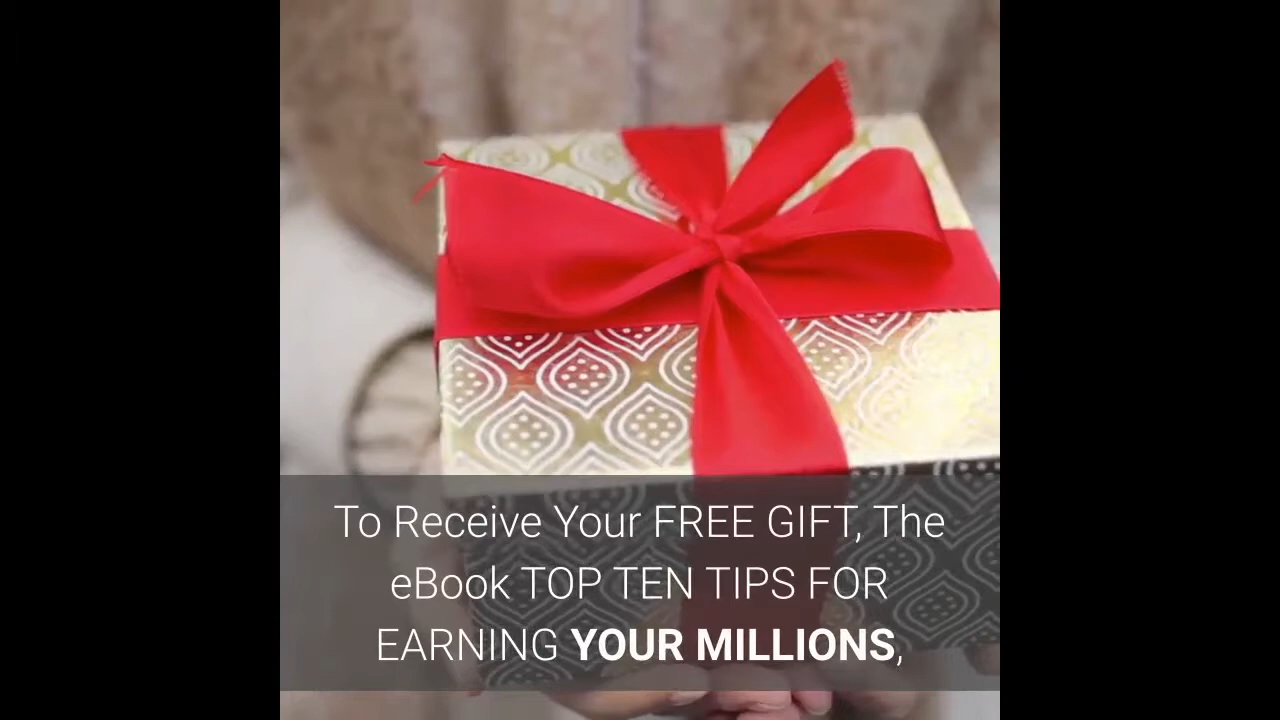 To Receive Your FREE GIFT, The
eBook TOP TEN TIPS FOR
EARNING YOUR MILLIONS,